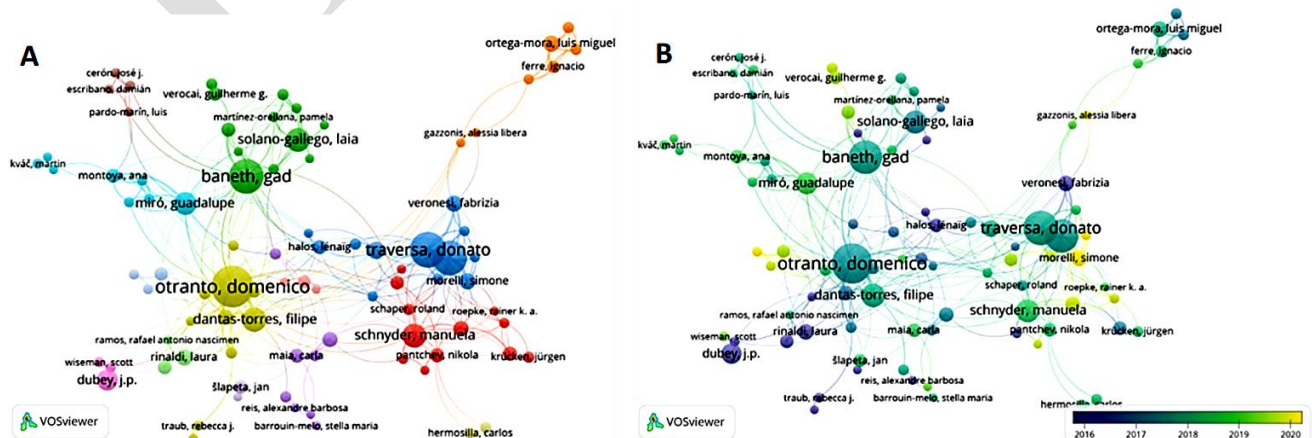 A
ortega-mora, luis miguel
ferre, ignacio
cerón, josé j.
escribano, damián
pardo-marín, luis
verocai, guilherme g.
martínez-orellana, pamela
solano-gallego, laia
gazzonis, alessia libera
kváč, martin
montoya, ana
baneth, gad
miró, guadalupe
veronesi, fabrizia
halos, lénaïg
traversa, donato
morelli, simone
otranto, domenico
dantas-torres, filipe
schaper, roland
roepke, rainer k. a.
schnyder, manuela
ramos, rafael antonio nascimen
rinaldi, laura
maia, carla
pantchev, nikola
krücken, jürgen
wiseman, scott
dubey, j.p.
šlapeta, jan
reis, alexandre barbosa
barrouin-melo, stella maria
traub, rebecca j.
hermosilla, carlos
VOSviewer
B
ortega-mora, luis miguel
ferre, ignacio
cerón, josé j.
escribano, damián
pardo-marín, luis
verocai, guilherme g.
martínez-orellana, pamela
solano-gallego, laia
gazzonis, alessia libera
kváč, martin
montoya, ana
baneth, gad
miró, guadalupe
veronesi, fabrizia
halos, lénaïg
traversa, donato
morelli, simone
otranto, domenico
dantas-torres, filipe
schaper, roland
roepke, rainer k. a.
schnyder, manuela
ramos, rafael antonio nascimen
rinaldi, laura
maia, carla
pantchev, nikola
krücken, jürgen
wiseman, scott
dubey, j.p.
šlapeta, jan
reis, alexandre barbosa
barrouin-melo, stella maria
traub, rebecca j.
hermosilla, carlos
VOSviewer
2016 2017 2018 2019 2020